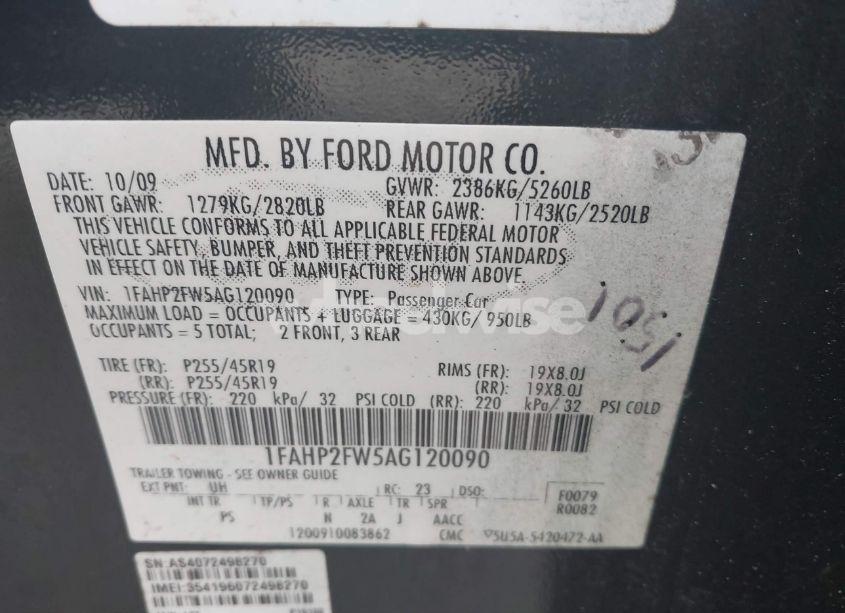 MFD. BY FORD MOTOR CO.
DATE: 10/09 GVWR: 2386KG/5260LB
FRONT GAWR: 1279KG/2820LB REAR GAWR: 1143KG/2520LB
THIS VEHICLE CONFORMS TO ALL APPLICABLE FEDERAL MOTOR
VEHICLE SAFETY, BUMPER, AND THEFT PREVENTION STANDARDS
IN EFFECT ON THE DATE OF MANUFACTURE SHOWN ABOVE.
VIN: 1FAHP2FW5AG120090 TYPE: Passenger Car
MAXIMUM LOAD = OCCUPANTS + LUGGAGE = 430KG/ 950LB
OCCUPANTS = 5 TOTAL; 2 FRONT, 3 REAR
1501
TIRE (FR): P255/45R19 RIMS (FR): 19X8.0J
(RR): P255/45R19 (RR): 19X8.0J
PRESSURE (FR): 220 kPa/ 32 PSI COLD (RR): 220 kPa/ 32 PSI COLD
1FAHP2FW5AG120090
TRAILER TOWING - SEE OWNER GUIDE
EXT PNT: UH RC: 23 DSO: F0079
R0082
INT TR TP/PS R AXLE TR SPR
PS N 2A J AACC
1200910083862 CMC ▽5U5A-5420472-AA
SN:AS4072498270
IMEI:354196072498270